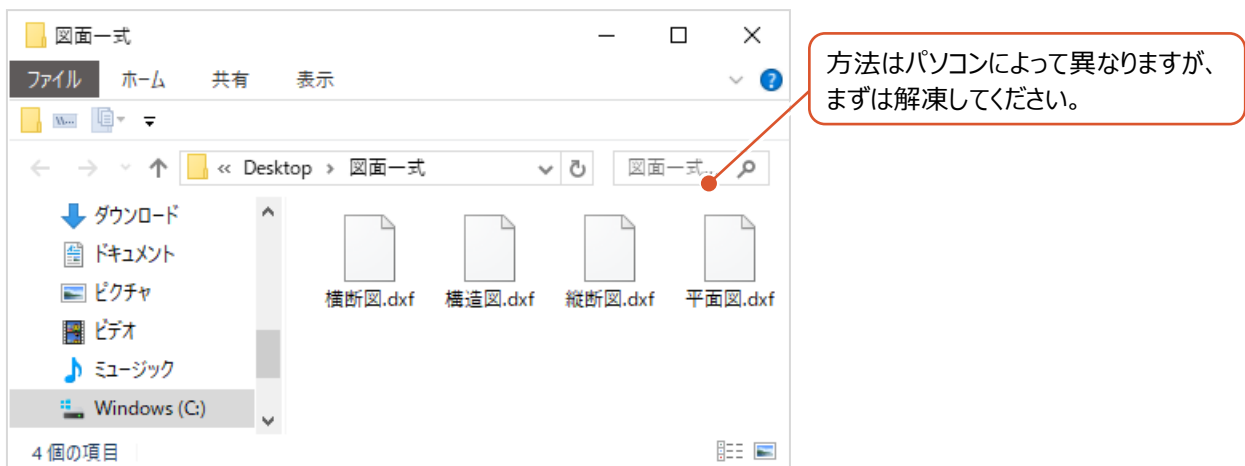 図面一式
ファイル ホーム 共有 表示
« Desktop › 図面一式
図面一式...
ダウンロード
ドキュメント
ピクチャ
ビデオ
ミュージック
Windows (C:)
横断図.dxf 構造図.dxf 縦断図.dxf 平面図.dxf
4 個の項目
方法はパソコンによって異なりますが、
まずは解凍してください。